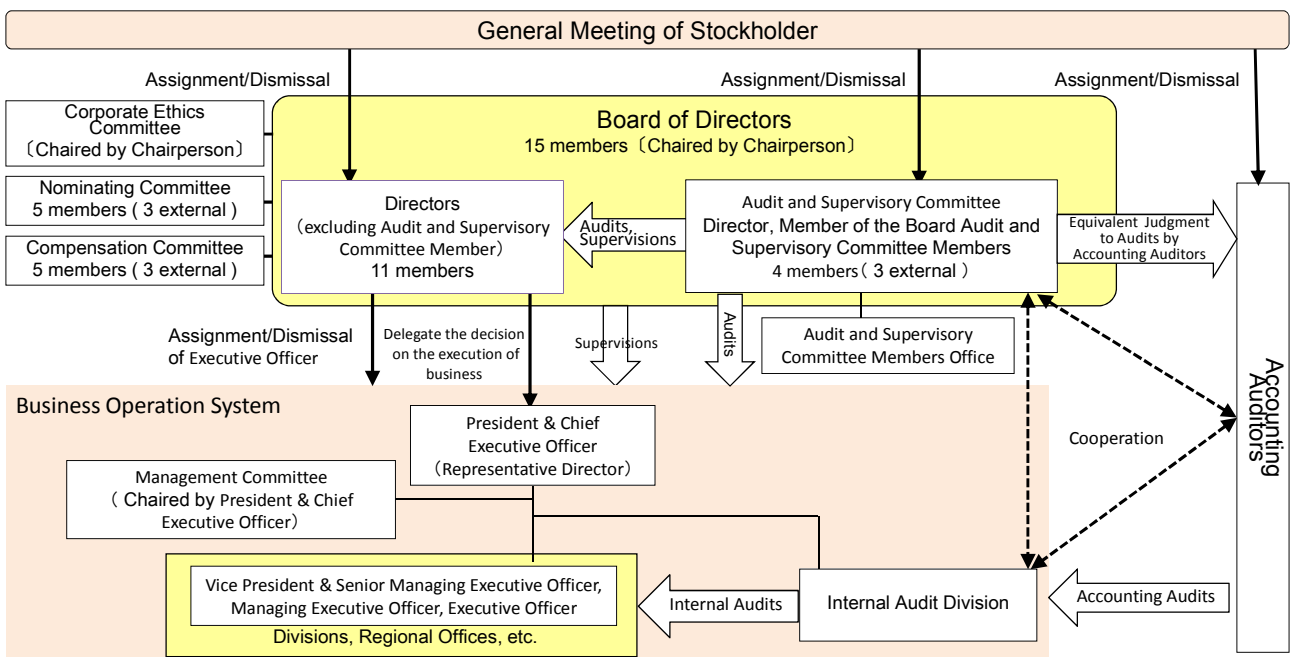 General Meeting of Stockholder
Assignment/Dismissal
Assignment/Dismissal
Assignment/Dismissal
Corporate Ethics
Committee
〔Chaired by Chairperson〕
Nominating Committee
5 members ( 3 external )
Compensation Committee
5 members ( 3 external )
Board of Directors
15 members〔Chaired by Chairperson〕
Directors
（excluding Audit and Supervisory
Committee Member）
11 members
Audits,
Supervisions
Audit and Supervisory Committee
Director, Member of the Board Audit and
Supervisory Committee Members
4 members（ 3 external ）
Equivalent Judgment
to Audits by
Accounting Auditors
Assignment/Dismissal
of Executive Officer
Delegate the decision
on the execution of
business
Supervisions
Audits
Audit and Supervisory
Committee Members Office
Accounting
Auditors
Business Operation System
President & Chief
Executive Officer
（Representative Director）
Management Committee
（ Chaired by President & Chief
Executive Officer）
Cooperation
Vice President & Senior Managing Executive Officer,
Managing Executive Officer, Executive Officer
Divisions, Regional Offices, etc.
Internal Audits
Internal Audit Division
Accounting Audits